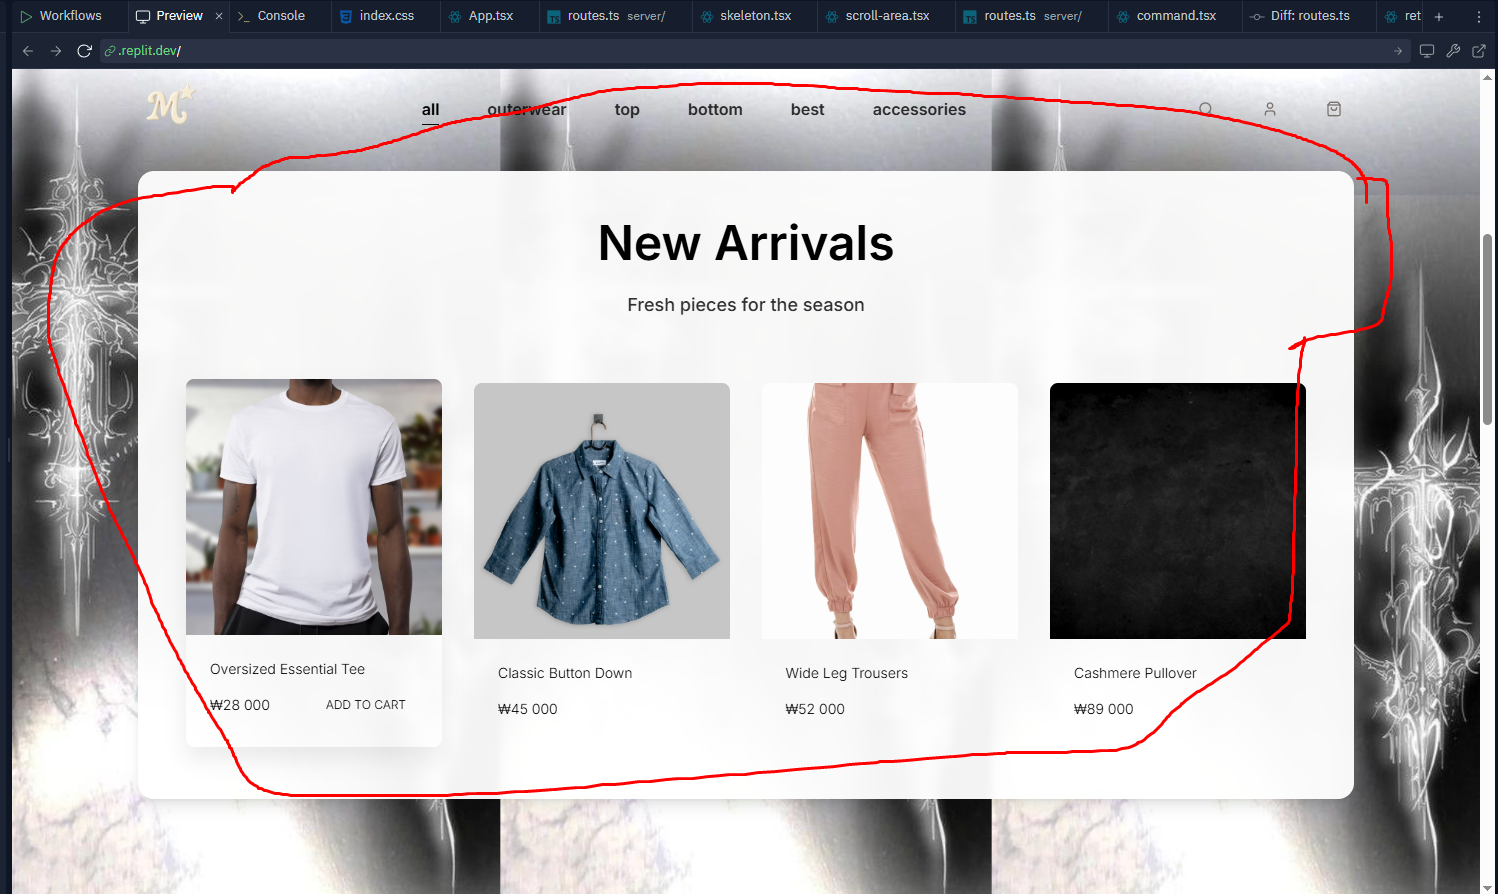 Workflows Preview × Console index.css App.tsx routes.ts server/ skeleton.tsx scroll-area.tsx routes.ts server/ command.tsx Diff: routes.ts ret
.replit.dev/
M
all outerwear top bottom best accessories
New Arrivals
Fresh pieces for the season
Oversized Essential Tee
₩28 000 ADD TO CART
Classic Button Down
₩45 000
Wide Leg Trousers
₩52 000
Cashmere Pullover
₩89 000